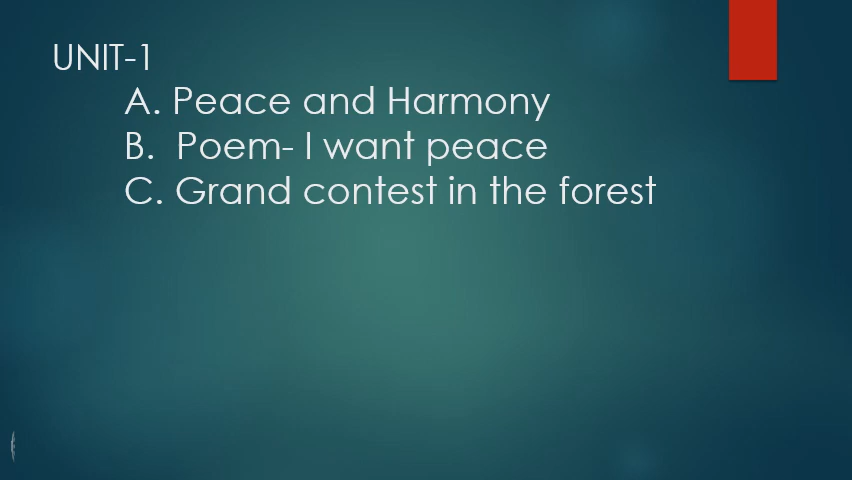 UNIT-1
A. Peace and Harmony
B. Poem- I want peace
C. Grand contest in the forest